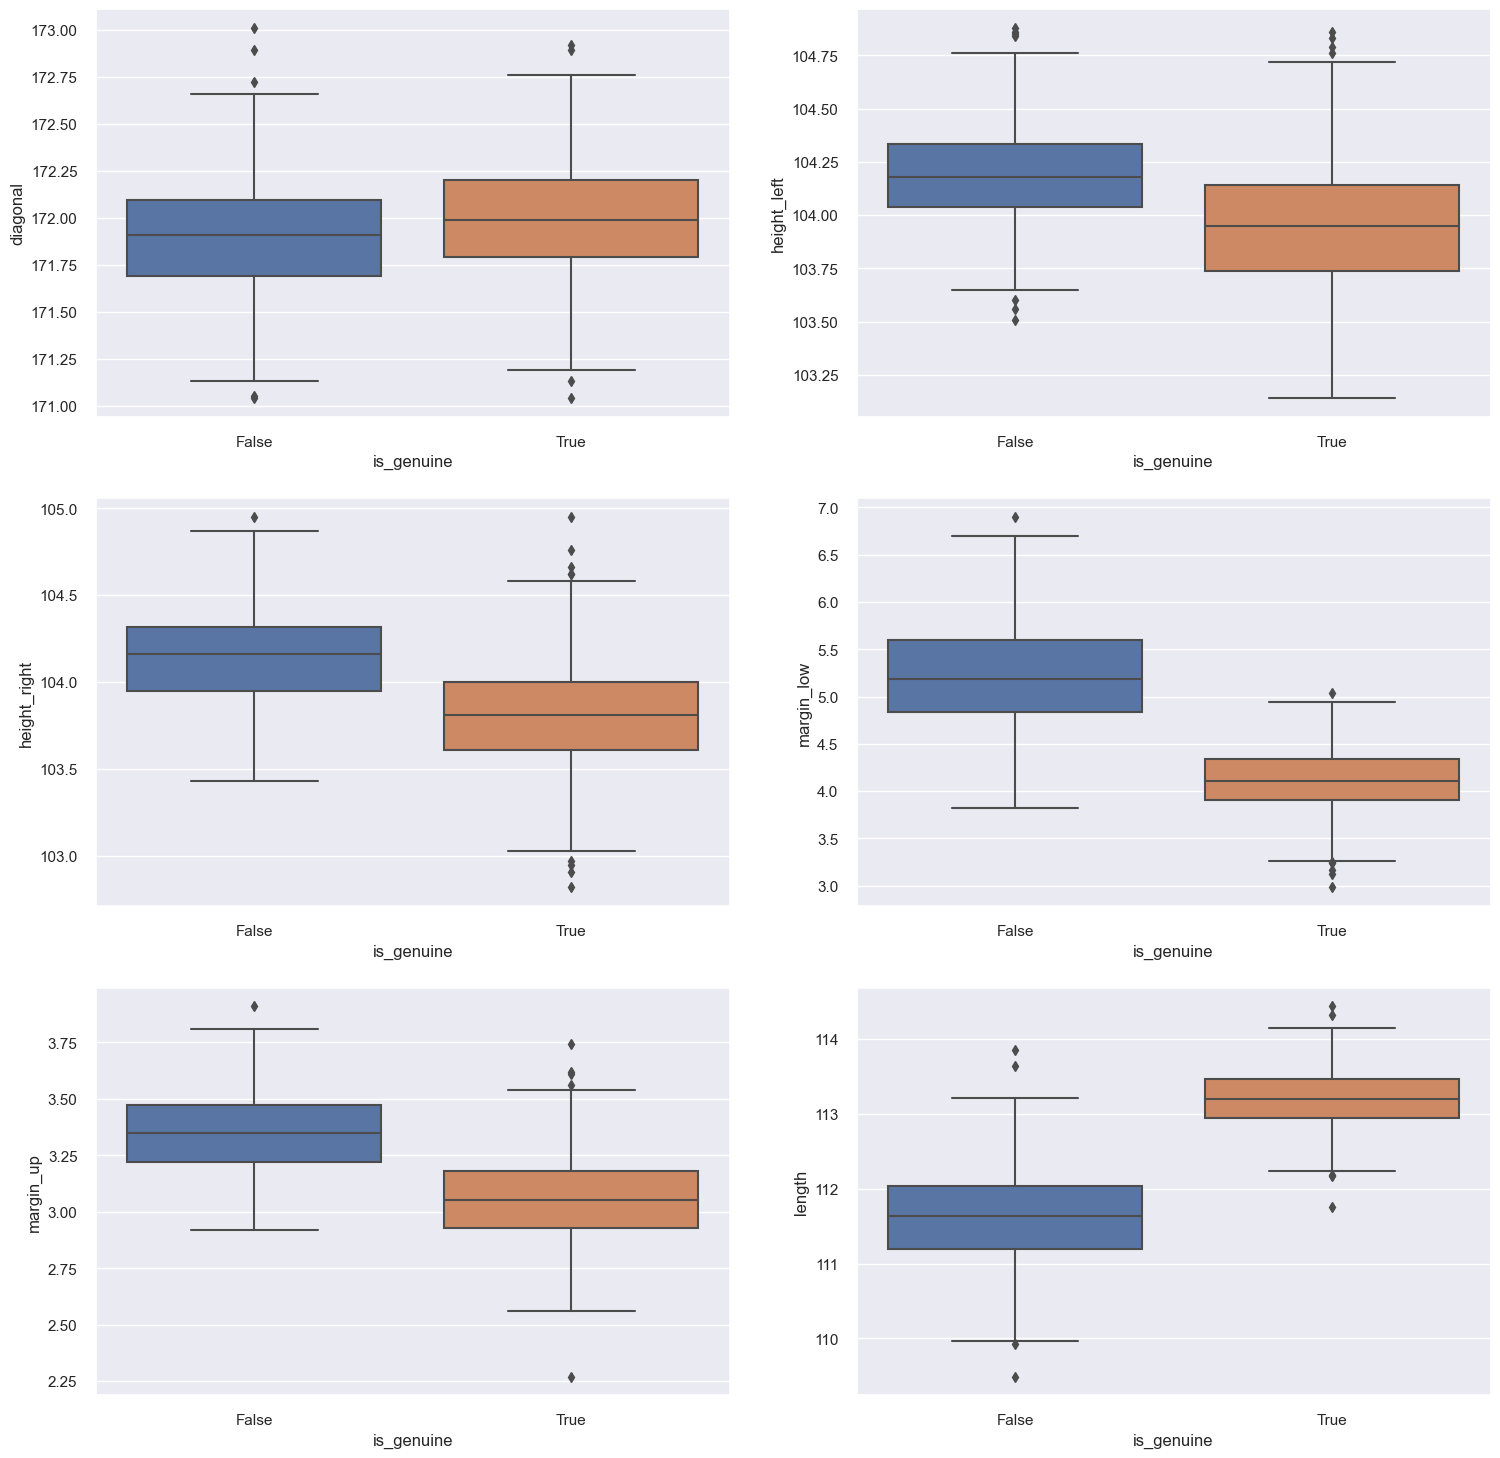 diagonal
173.00
172.75
172.50
172.25
172.00
171.75
171.50
171.25
171.00
False True
is_genuine
height_left
104.75
104.50
104.25
104.00
103.75
103.50
103.25
False True
is_genuine
height_right
105.0
104.5
104.0
103.5
103.0
False True
is_genuine
margin_low
7.0
6.5
6.0
5.5
5.0
4.5
4.0
3.5
3.0
False True
is_genuine
margin_up
3.75
3.50
3.25
3.00
2.75
2.50
2.25
False True
is_genuine
length
114
113
112
111
110
False True
is_genuine